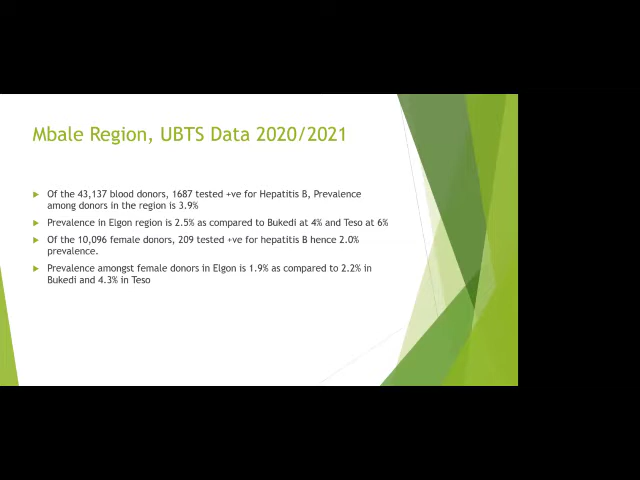 Mbale Region, UBTS Data 2020/2021
Of the 43,137 blood donors, 1687 tested +ve for Hepatitis B, Prevalence
among donors in the region is 3.9%
Prevalence in Elgon region is 2.5% as compared to Bukedi at 4% and Teso at 6%
Of the 10,096 female donors, 209 tested +ve for hepatitis B hence 2.0%
prevalence.
Prevalence amongst female donors in Elgon is 1.9% as compared to 2.2% in
Bukedi and 4.3% in Teso